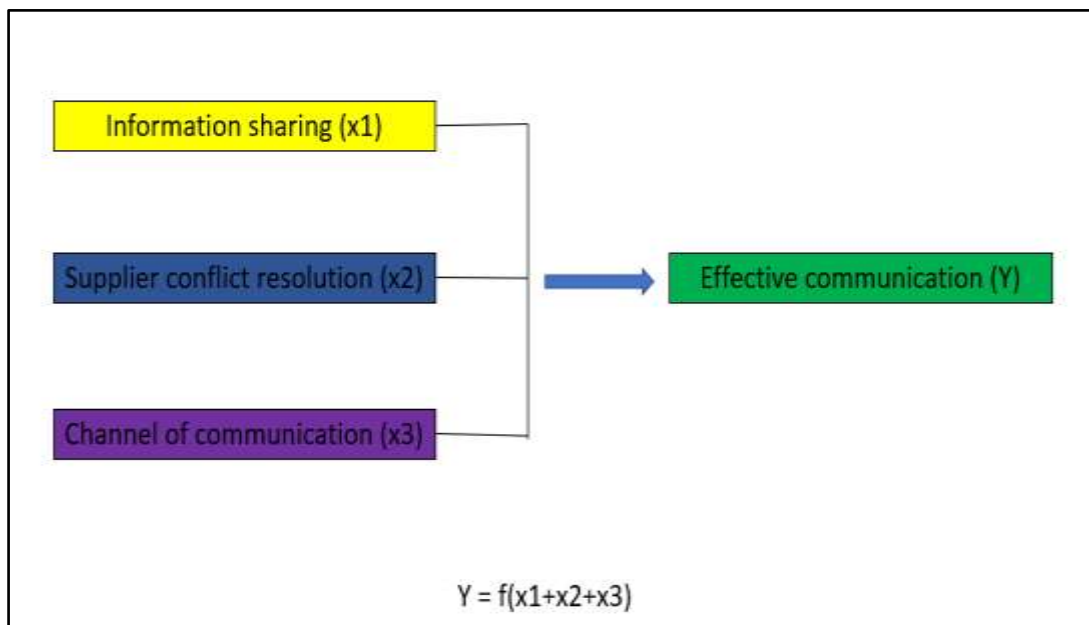 Information sharing (x1)
Supplier conflict resolution (x2)
Effective communication (Y)
Channel of communication (x3)
Y = f(x1+x2+x3)